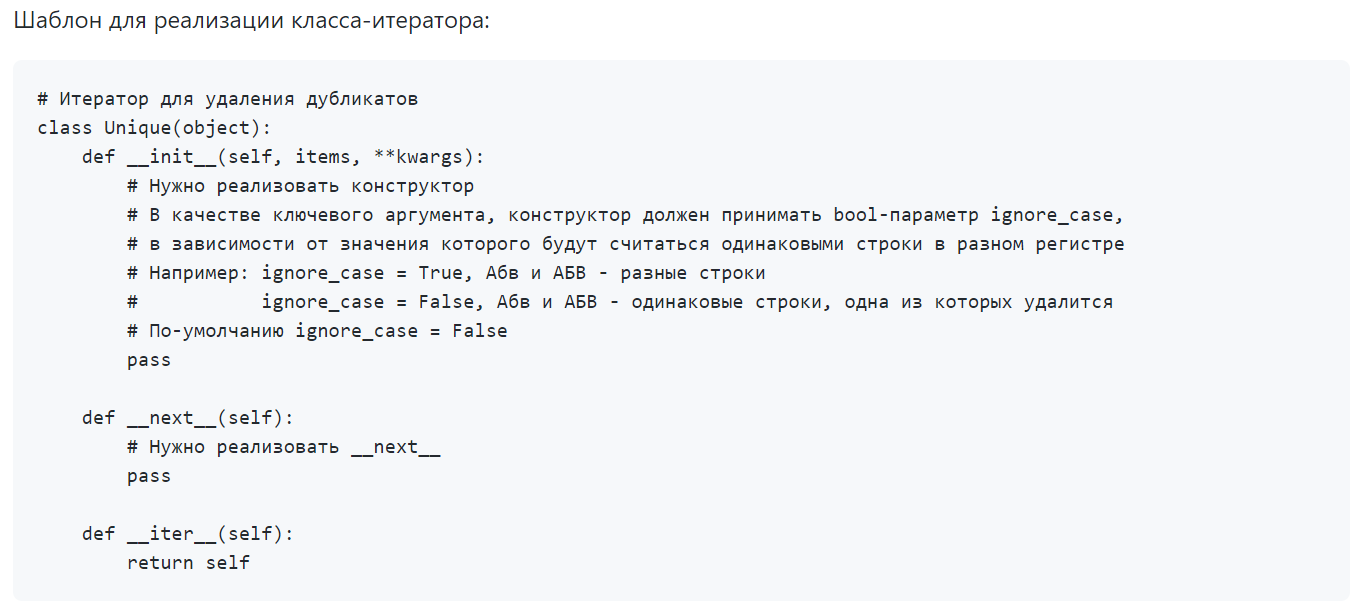 Шаблон для реализации класса-итератора:
# Итератор для удаления дубликатов
class Unique(object):
    def __init__(self, items, **kwargs):
        # Нужно реализовать конструктор
        # В качестве ключевого аргумента, конструктор должен принимать bool-параметр ignore_case,
        # в зависимости от значения которого будут считаться одинаковыми строки в разном регистре
        # Например: ignore_case = True, Aбв и АБВ - разные строки
        #           ignore_case = False, Aбв и АБВ - одинаковые строки, одна из которых удалится
        # По-умолчанию ignore_case = False
        pass

    def __next__(self):
        # Нужно реализовать __next__
        pass

    def __iter__(self):
        return self